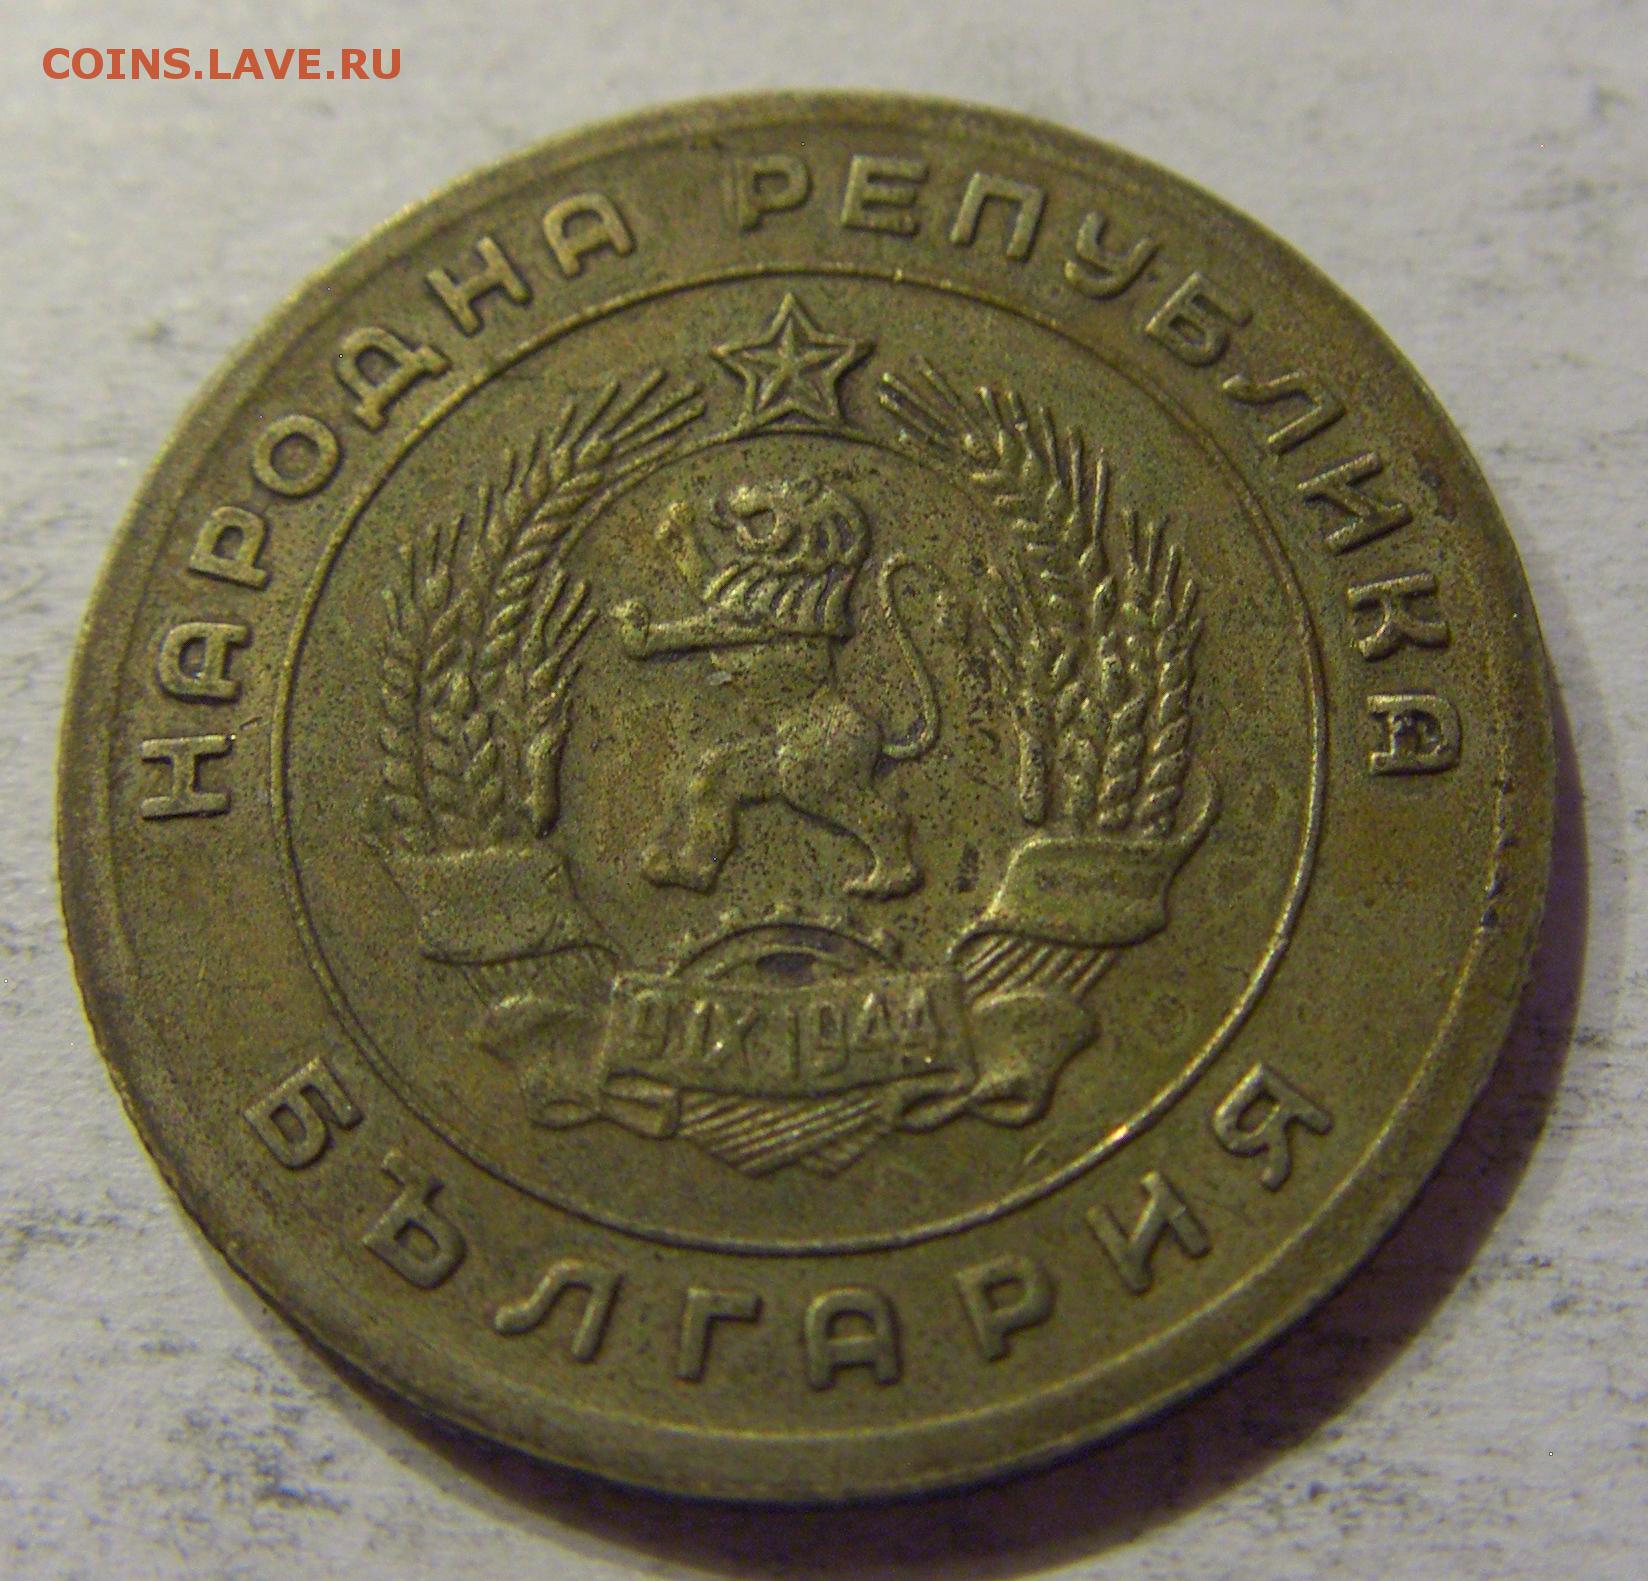 COINS.LAVE.RU
НАРОДНА РЕПУБЛИКА
9.IX.1944
БЪЛГАРИЯ